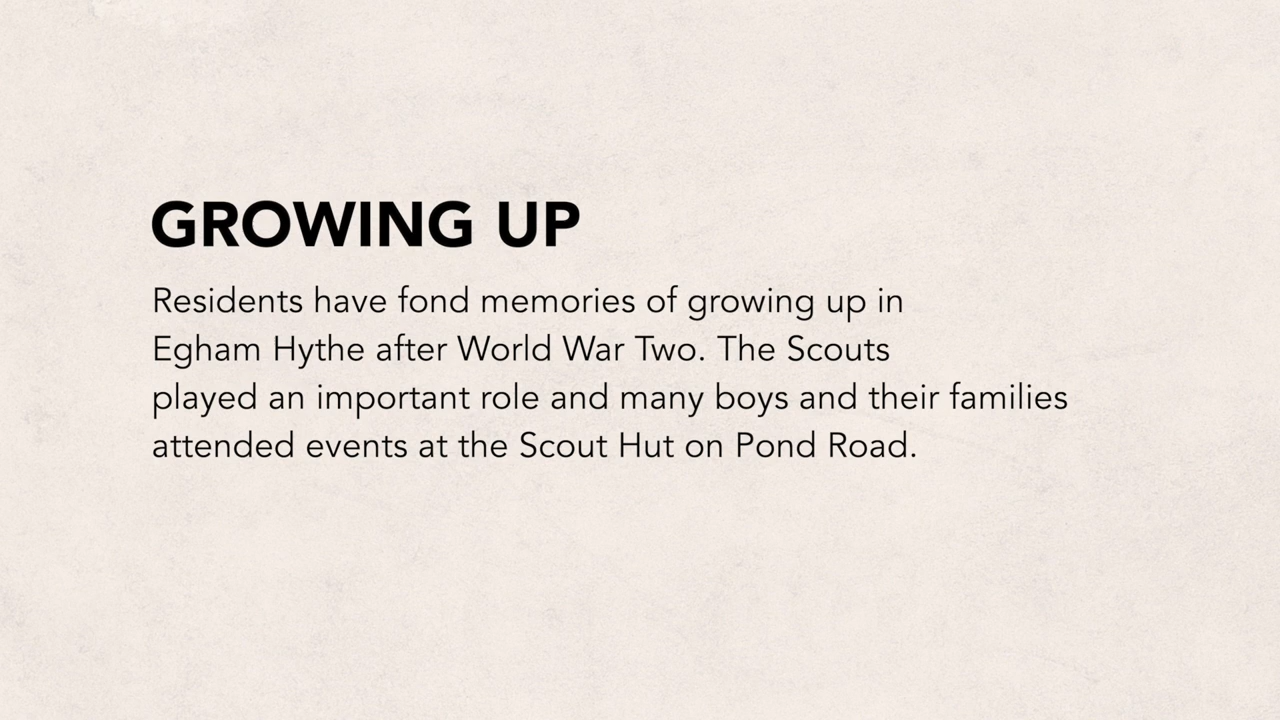 GROWING UP
Residents have fond memories of growing up in
Egham Hythe after World War Two. The Scouts
played an important role and many boys and their families
attended events at the Scout Hut on Pond Road.